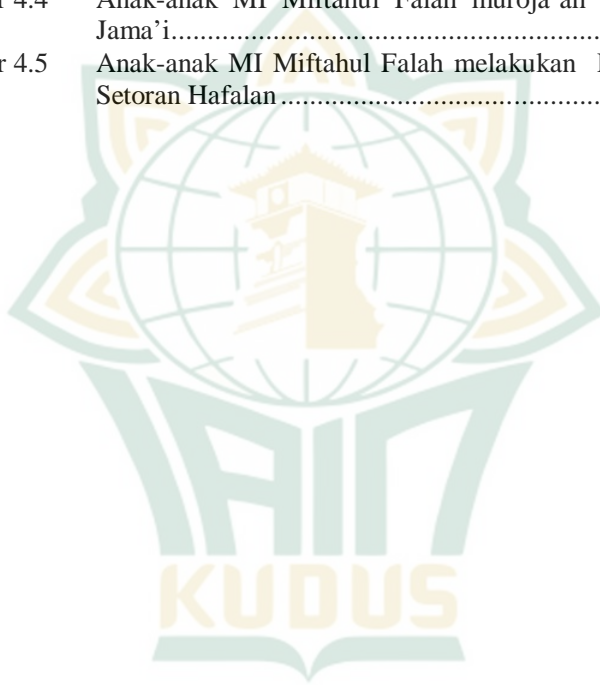 r 4.4 Anak-anak MI Miftahul Falah muroja'ah
Jama'i.......................................................
r 4.5 Anak-anak MI Miftahul Falah melakukan
Setoran Hafalan.......................................
IAIN
KUDUS